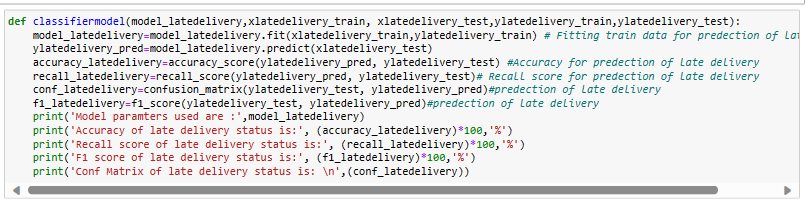 def classifiermodel(model_latedelivery,xlatedelivery_train, xlatedelivery_test,ylatedelivery_train,ylatedelivery_test):
    model_latedelivery=model_latedelivery.fit(xlatedelivery_train,ylatedelivery_train) # Fitting train data for predection of lat
    ylatedelivery_pred=model_latedelivery.predict(xlatedelivery_test)
    accuracy_latedelivery=accuracy_score(ylatedelivery_pred, ylatedelivery_test) #Accuracy for predection of late delivery
    recall_latedelivery=recall_score(ylatedelivery_pred, ylatedelivery_test)# Recall score for predection of late delivery
    conf_latedelivery=confusion_matrix(ylatedelivery_test, ylatedelivery_pred)#predection of late delivery
    f1_latedelivery=f1_score(ylatedelivery_test, ylatedelivery_pred)#predection of late delivery
    print('Model paramters used are :',model_latedelivery)
    print('Accuracy of late delivery status is:', (accuracy_latedelivery)*100,'%')
    print('Recall score of late delivery status is:', (recall_latedelivery)*100,'%')
    print('F1 score of late delivery status is:', (f1_latedelivery)*100,'%')
    print('Conf Matrix of late delivery status is: \n',(conf_latedelivery))